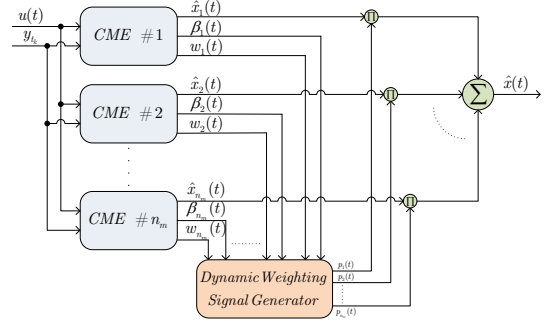 u(t)
y_{t_k}
CME #1
x̂_1(t)
β_1(t)
w_1(t)
Π
CME #2
x̂_2(t)
β_2(t)
w_2(t)
Π
Σ
x̂(t)
CME #n_m
x̂_{n_m}(t)
β_{n_m}(t)
w_{n_m}(t)
Π
Dynamic Weighting
Signal Generator
p_1(t)
p_2(t)
p_{n_m}(t)